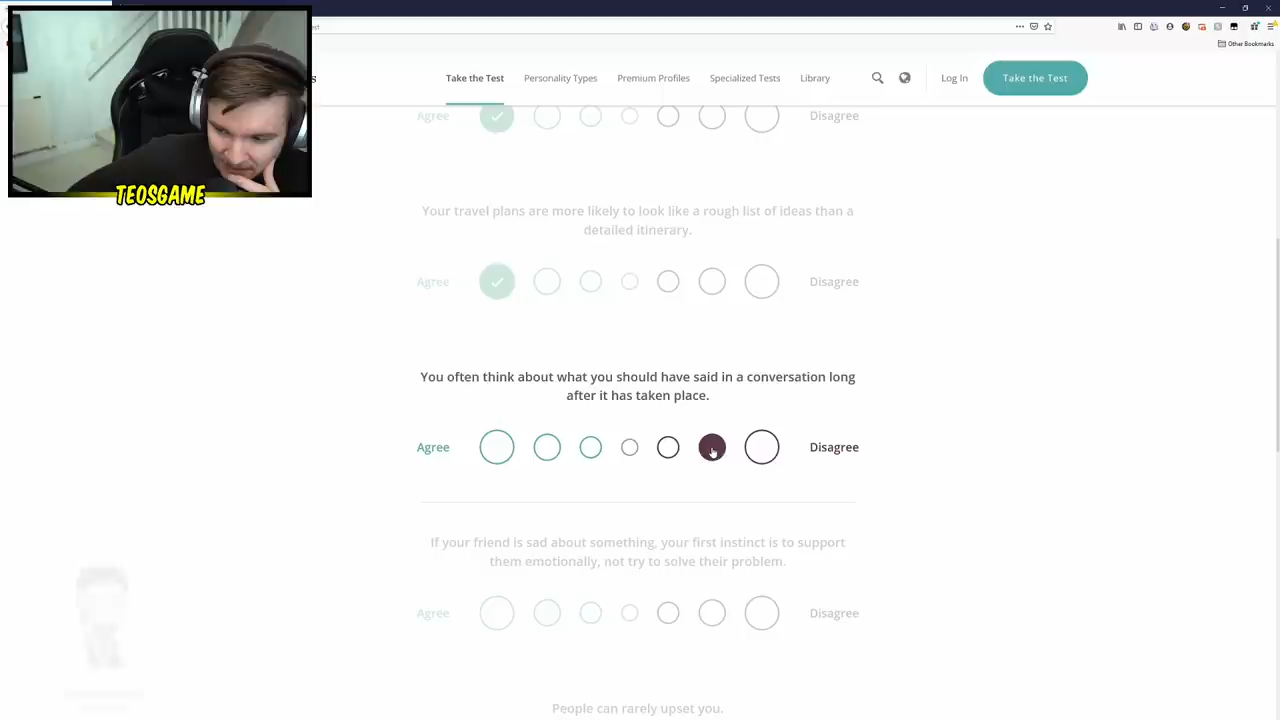 Other Bookmarks
Take the Test
Personality Types
Premium Profiles
Specialized Tests
Library
Log In
Take the Test
TEOSGAME
Agree
Disagree
Your travel plans are more likely to look like a rough list of ideas than a
detailed itinerary.
Agree
Disagree
You often think about what you should have said in a conversation long
after it has taken place.
Agree
Disagree
If your friend is sad about something, your first instinct is to support
them emotionally, not try to solve their problem.
Agree
Disagree
People can rarely upset you.